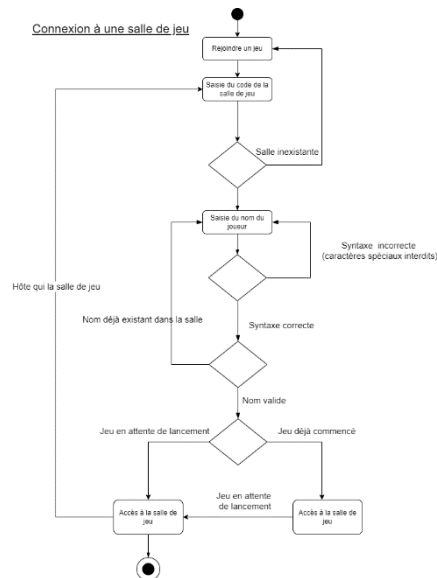 Connexion à une salle de jeu
Rejoindre un jeu
Saisie du code de la
salle de jeu
Salle inexistante
Saisie du nom du
joueur
Syntaxe incorrecte
(caractères spéciaux interdits)
Hôte qui la salle de jeu
Nom déjà existant dans la salle
Syntaxe correcte
Nom valide
Jeu en attente de lancement
Jeu déjà commencé
Jeu en attente
de lancement
Accès à la salle de
jeu
Accès à la salle de
jeu